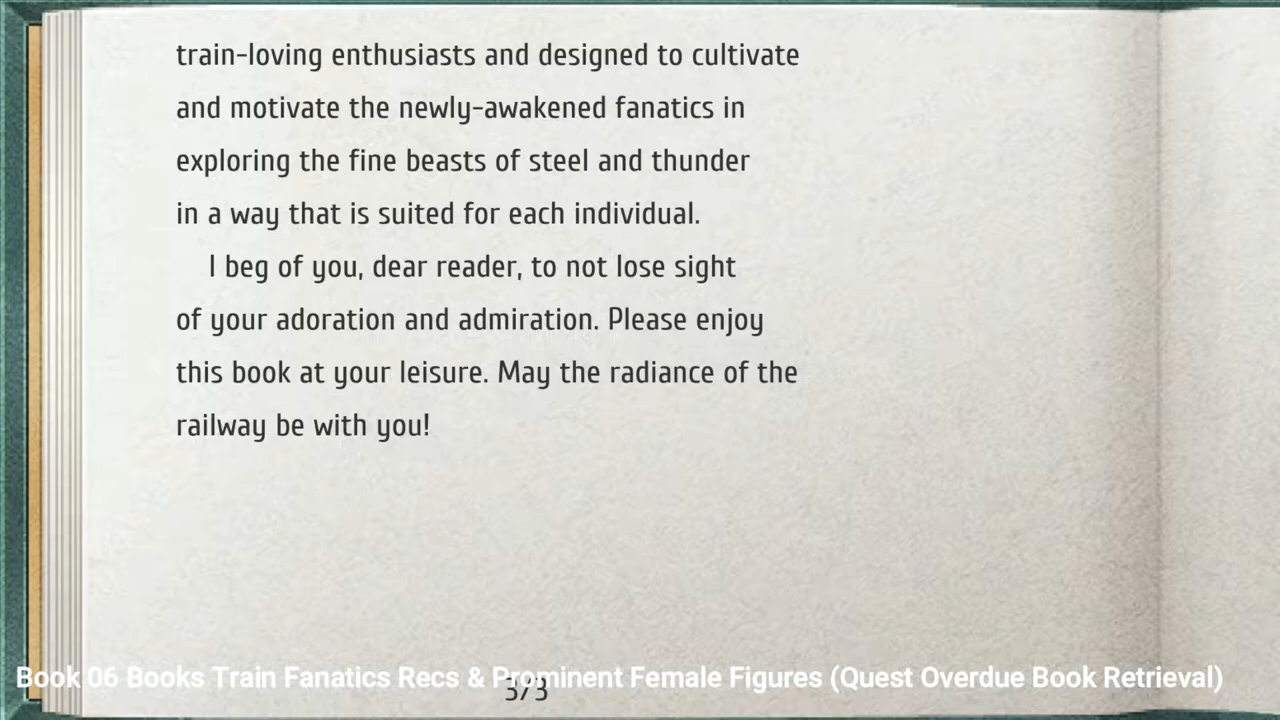 train-loving enthusiasts and designed to cultivate
and motivate the newly-awakened fanatics in
exploring the fine beasts of steel and thunder
in a way that is suited for each individual.
I beg of you, dear reader, to not lose sight
of your adoration and admiration. Please enjoy
this book at your leisure. May the radiance of the
railway be with you!
Book 06 Books Train Fanatics Recs & Prominent Female Figures (Quest Overdue Book Retrieval)
3/3